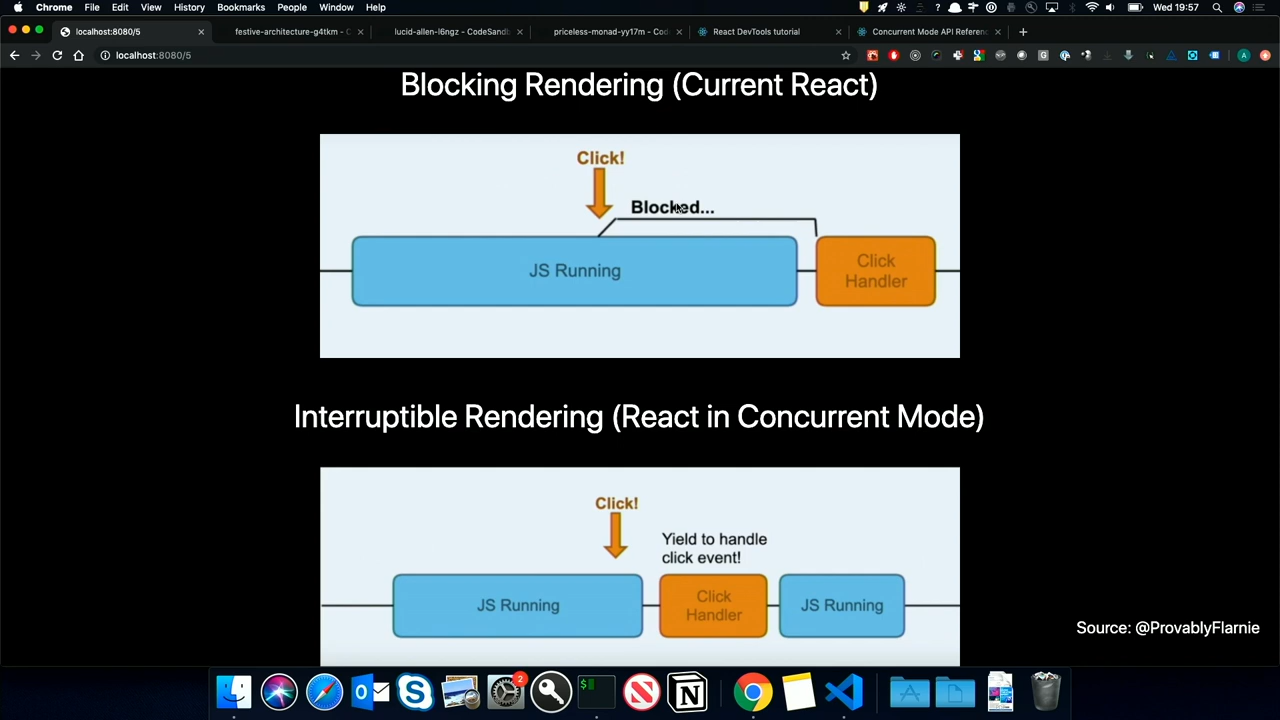 Chrome File Edit View History Bookmarks People Window Help Wed 19:57
localhost:8080/5 festive-architecture-g4tkm - C lucid-allen-l6ngz - CodeSandb priceless-monad-yy17m - Cod React DevTools tutorial Concurrent Mode API Referenc
localhost:8080/5
Blocking Rendering (Current React)
Click!
Blocked...
JS Running
Click
Handler
Interruptible Rendering (React in Concurrent Mode)
Click!
Yield to handle
click event!
JS Running
Click
Handler
JS Running
Source: @ProvablyFlarnie
2